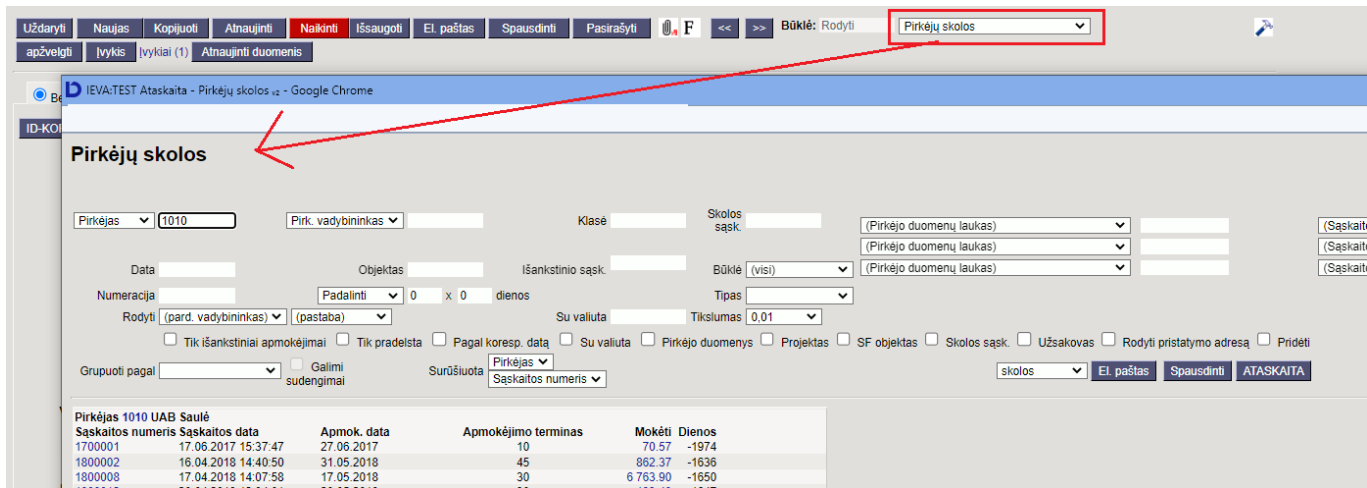 Uždaryti Naujas Kopijuoti Atnaujinti Naikinti Išsaugoti El. paštas Spausdinti Pasirašyti F << >> Būklė: Rodyti Pirkėjų skolos
apžvelgti Įvykis Įvykiai (1) Atnaujinti duomenis
IEVA:TEST Ataskaita - Pirkėjų skolos v2 - Google Chrome
Pirkėjų skolos
Pirkėjas 1010 Pirk. vadybininkas Klasė Skolos sąsk. (Pirkėjo duomenų laukas)
(Pirkėjo duomenų laukas)
Data Objektas Išankstinio sąsk. Būklė (visi) (Pirkėjo duomenų laukas)
Numeracija Padalinti 0 x 0 dienos Tipas
Rodyti (pard. vadybininkas) (pastaba) Su valiuta Tikslumas 0,01
Tik išankstiniai apmokėjimai Tik pradelsta Pagal koresp. datą Su valiuta Pirkėjo duomenys Projektas SF objektas Skolos sąsk. Užsakovas Rodyti pristatymo adresą Pridėti
Grupuoti pagal Galimi sudengimai Surūšiuota Pirkėjas Sąskaitos numeris skolos El. paštas Spausdinti ATASKAITA
Pirkėjas 1010 UAB Saulė
Sąskaitos numeris Sąskaitos data Apmok. data Apmokėjimo terminas Mokėti Dienos
1700001 17.06.2017 15:37:47 27.06.2017 10 70.57 -1974
1800002 16.04.2018 14:40:50 31.05.2018 45 862.37 -1636
1800008 17.04.2018 14:07:58 17.05.2018 30 6 763.90 -1650